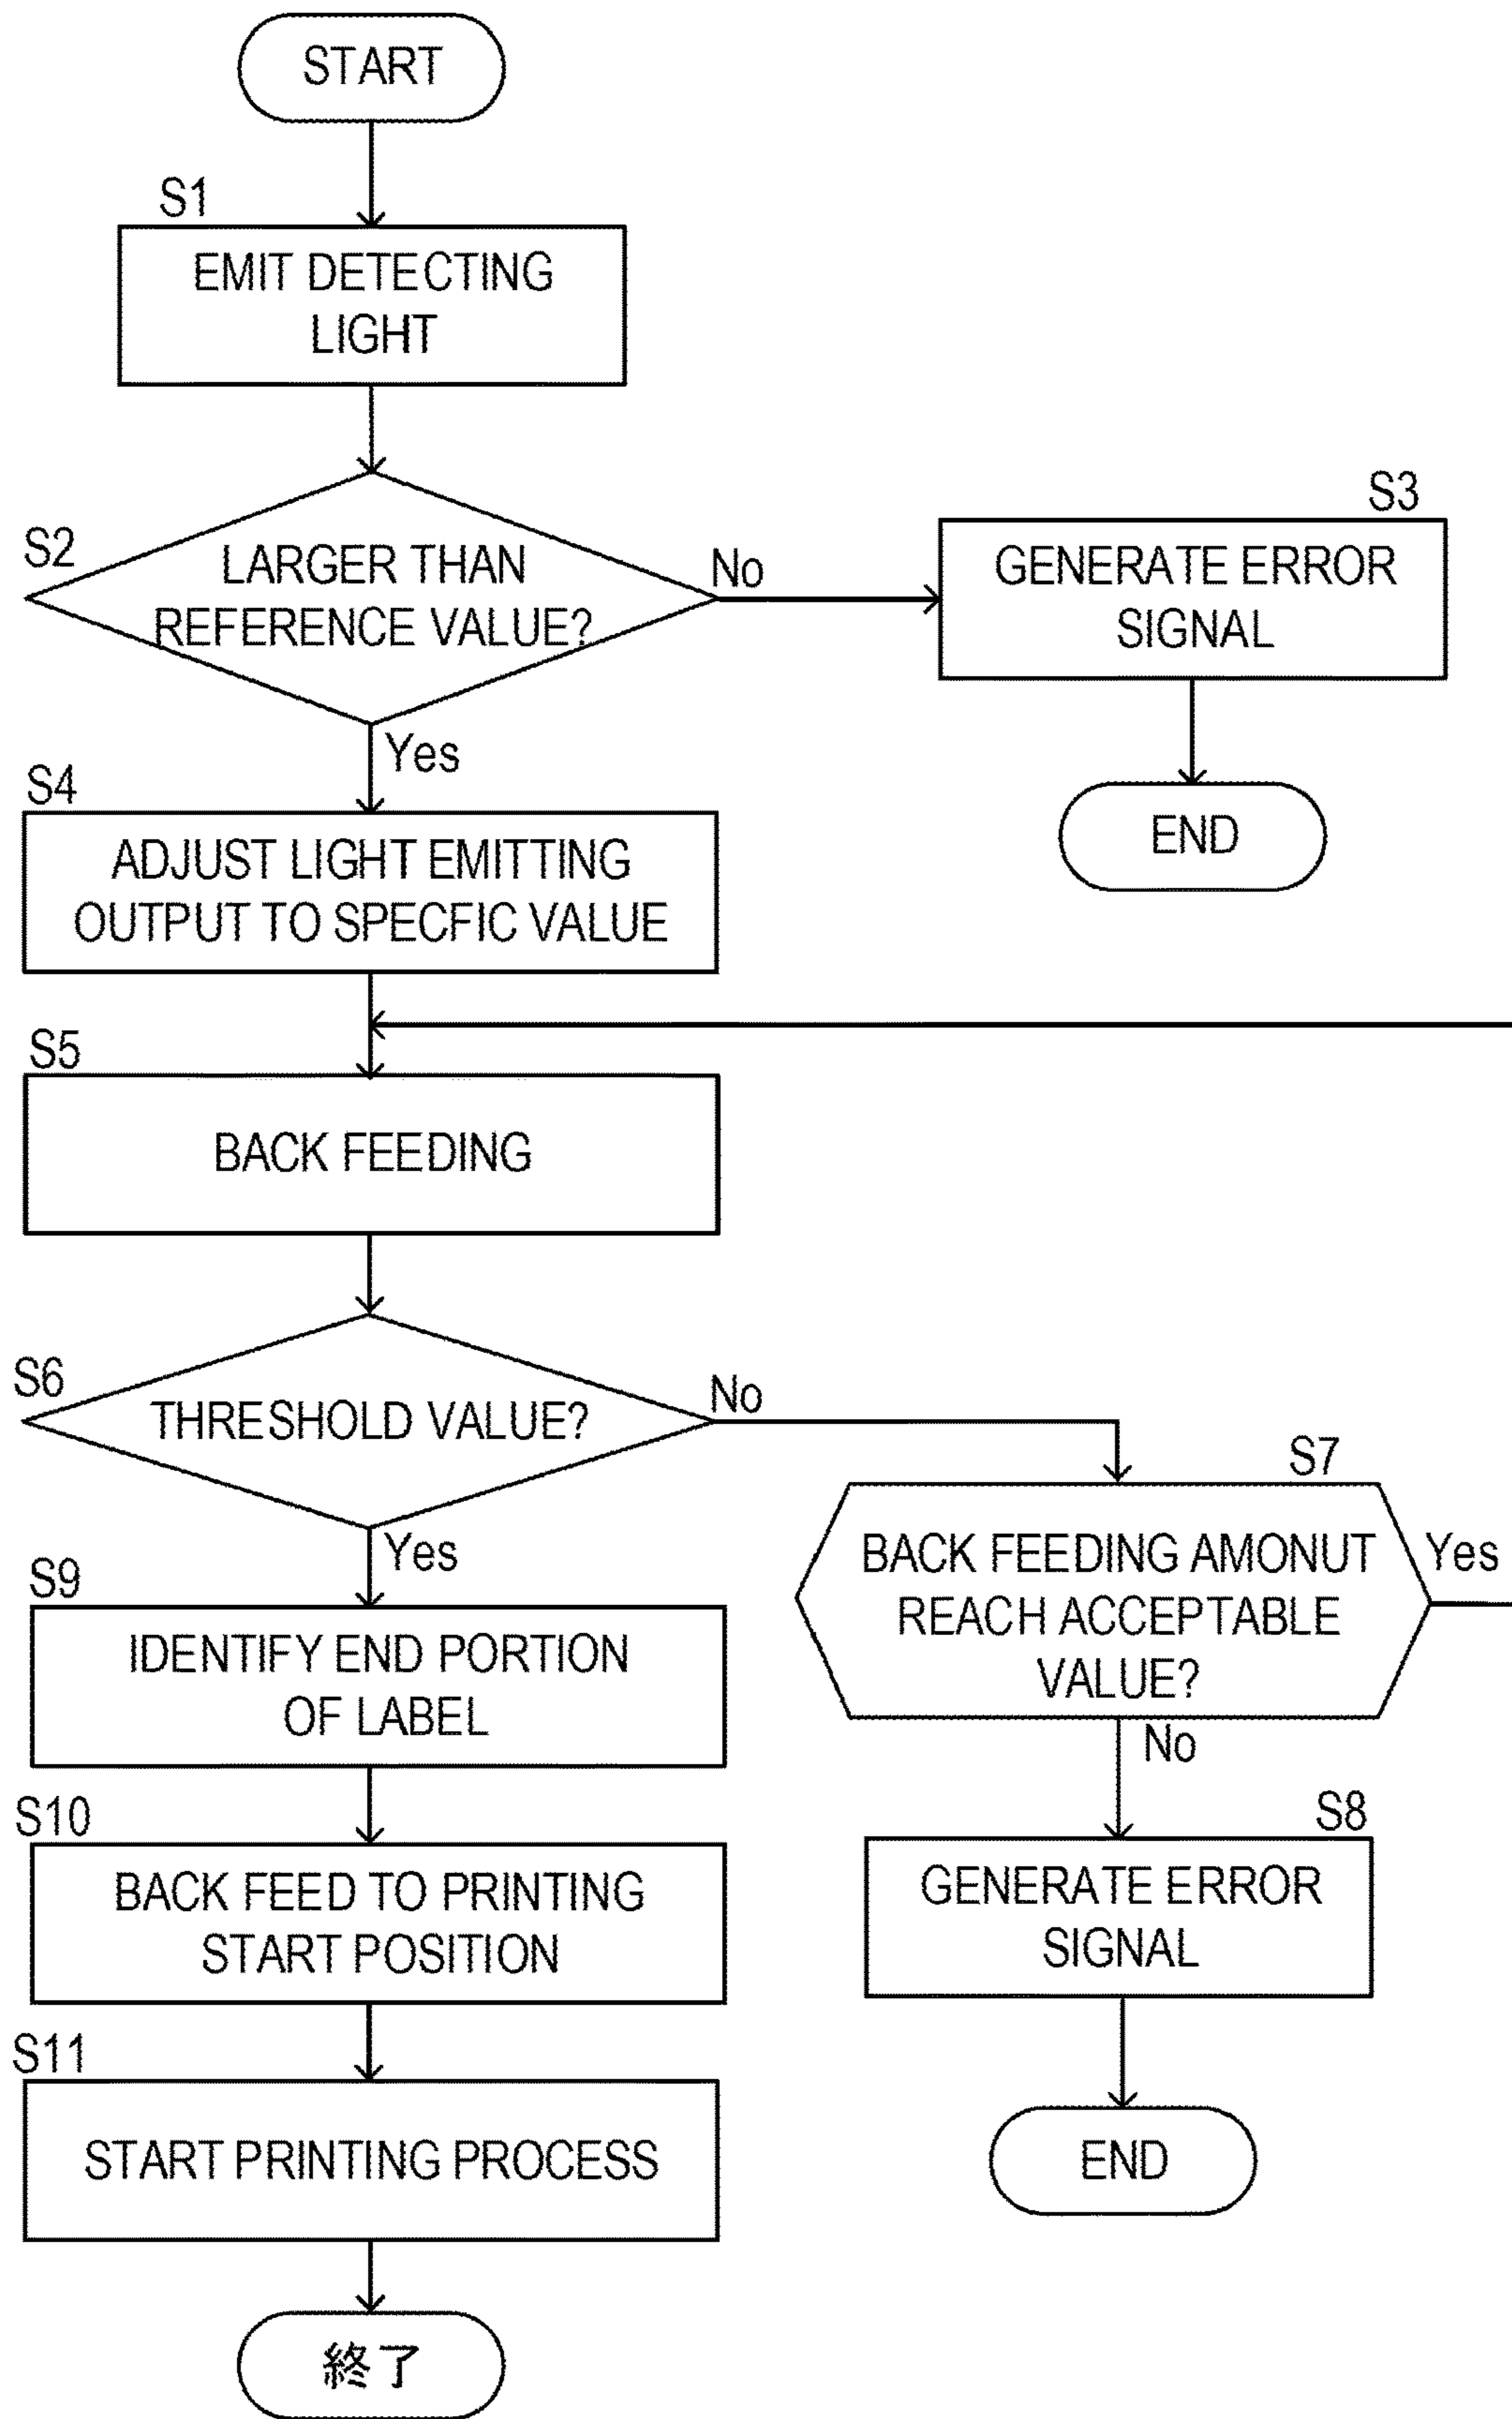 START
S1
EMIT DETECTING
LIGHT
S2
LARGER THAN
REFERENCE VALUE?
No
S3
GENERATE ERROR
SIGNAL
END
Yes
S4
ADJUST LIGHT EMITTING
OUTPUT TO SPECFIC VALUE
S5
BACK FEEDING
S6
THRESHOLD VALUE?
No
S7
BACK FEEDING AMONUT
REACH ACCEPTABLE
VALUE?
Yes
No
S8
GENERATE ERROR
SIGNAL
END
Yes
S9
IDENTIFY END PORTION
OF LABEL
S10
BACK FEED TO PRINTING
START POSITION
S11
START PRINTING PROCESS
終了